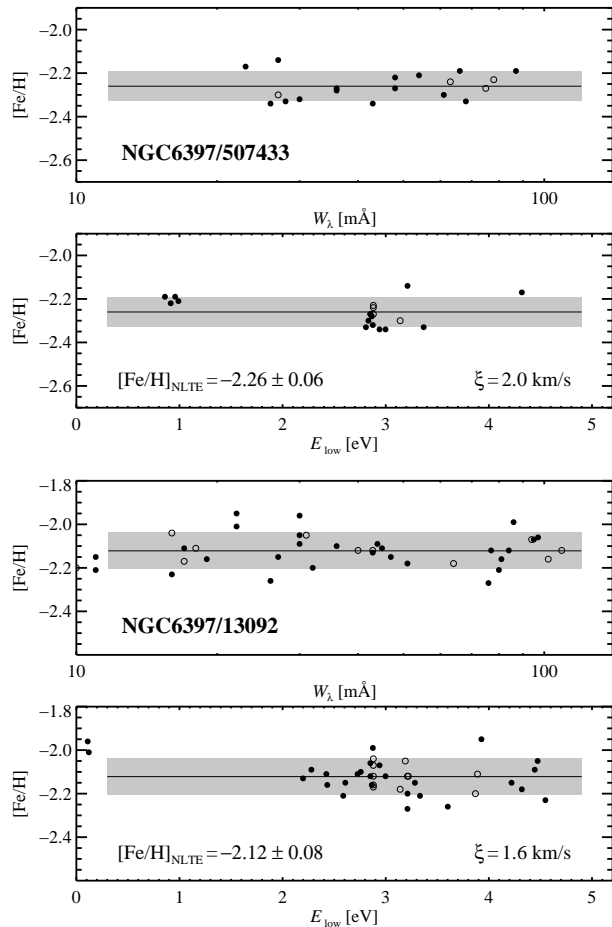 −2.0
−2.2
−2.4
−2.6
[Fe/H]
NGC6397/507433
10
100
W_λ [mÅ]
−2.0
−2.2
−2.4
−2.6
[Fe/H]
[Fe/H]_NLTE = −2.26 ± 0.06
ξ = 2.0 km/s
0
1
2
3
4
5
E_low [eV]
−1.8
−2.0
−2.2
−2.4
[Fe/H]
NGC6397/13092
10
100
W_λ [mÅ]
−1.8
−2.0
−2.2
−2.4
[Fe/H]
[Fe/H]_NLTE = −2.12 ± 0.08
ξ = 1.6 km/s
0
1
2
3
4
5
E_low [eV]